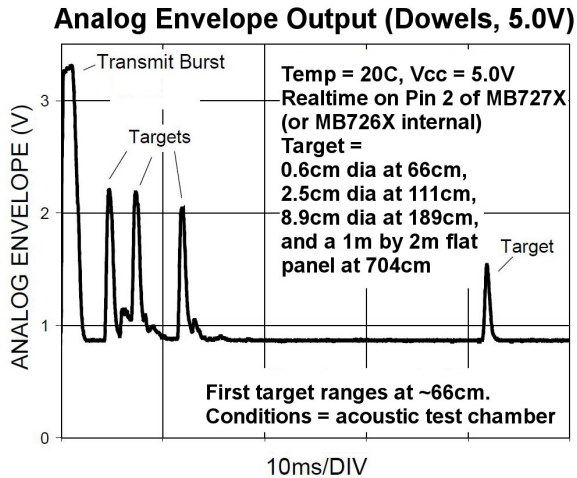 Analog Envelope Output (Dowels, 5.0V)
Transmit Burst
Temp = 20C, Vcc = 5.0V
Realtime on Pin 2 of MB727X
(or MB726X internal)
Target =
0.6cm dia at 66cm,
2.5cm dia at 111cm,
8.9cm dia at 189cm,
and a 1m by 2m flat
panel at 704cm
Targets
Target
ANALOG ENVELOPE (V)
3
2
1
0
First target ranges at ~66cm.
Conditions = acoustic test chamber
10ms/DIV